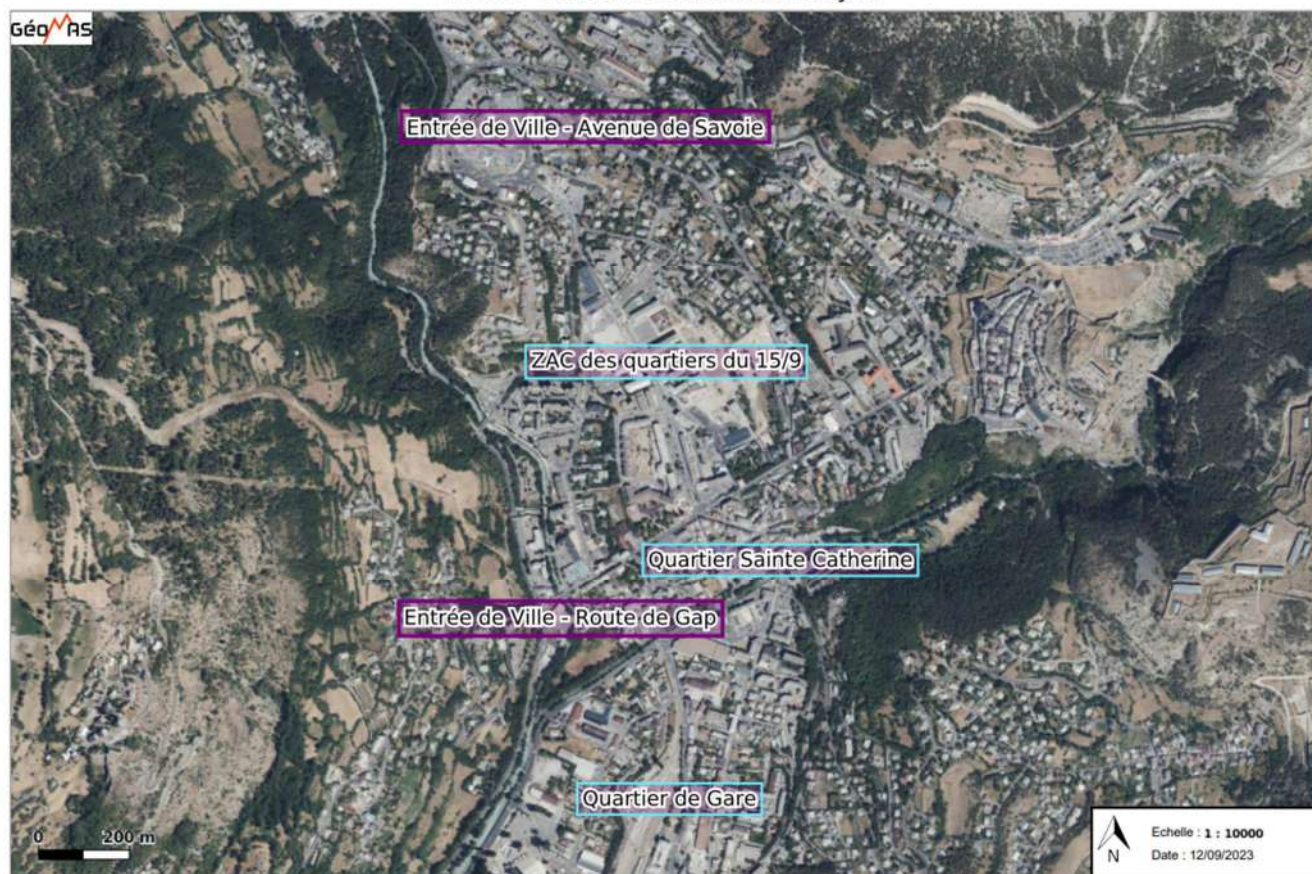 GéoMAS
Entrée de Ville - Avenue de Savoie
ZAC des quartiers du 15/9
Quartier Sainte Catherine
Entrée de Ville - Route de Gap
Quartier de Gare
0 200 m
N
Echelle : 1 : 10000
Date : 12/09/2023